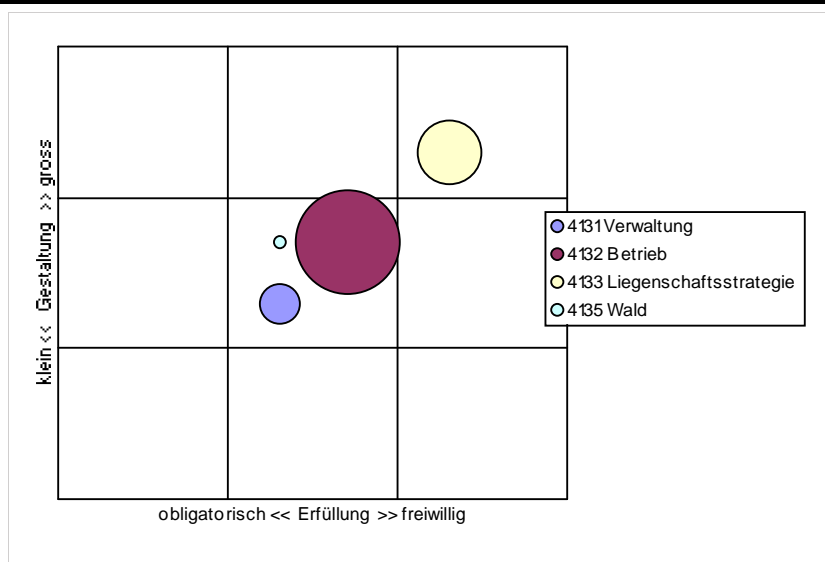 klein << Gestaltung >> gross
4131 Verwaltung
4132 Betrieb
4133 Liegenschaftsstrategie
4135 Wald
obligatorisch << Erfüllung >> freiwillig